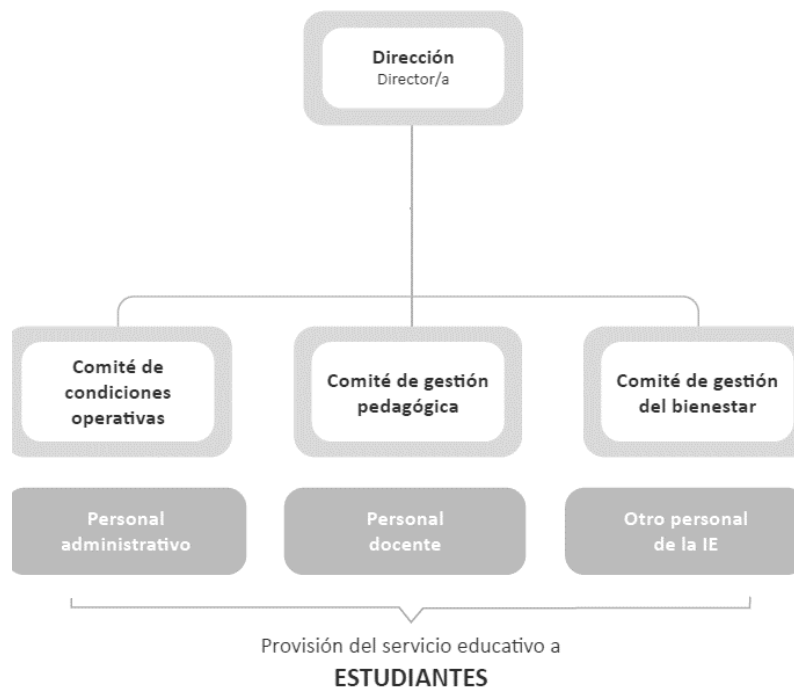 Dirección
Director/a
Comité de
condiciones
operativas
Comité de gestión
pedagógica
Comité de gestión
del bienestar
Personal
administrativo
Personal
docente
Otro personal
de la IE
Provisión del servicio educativo a
ESTUDIANTES